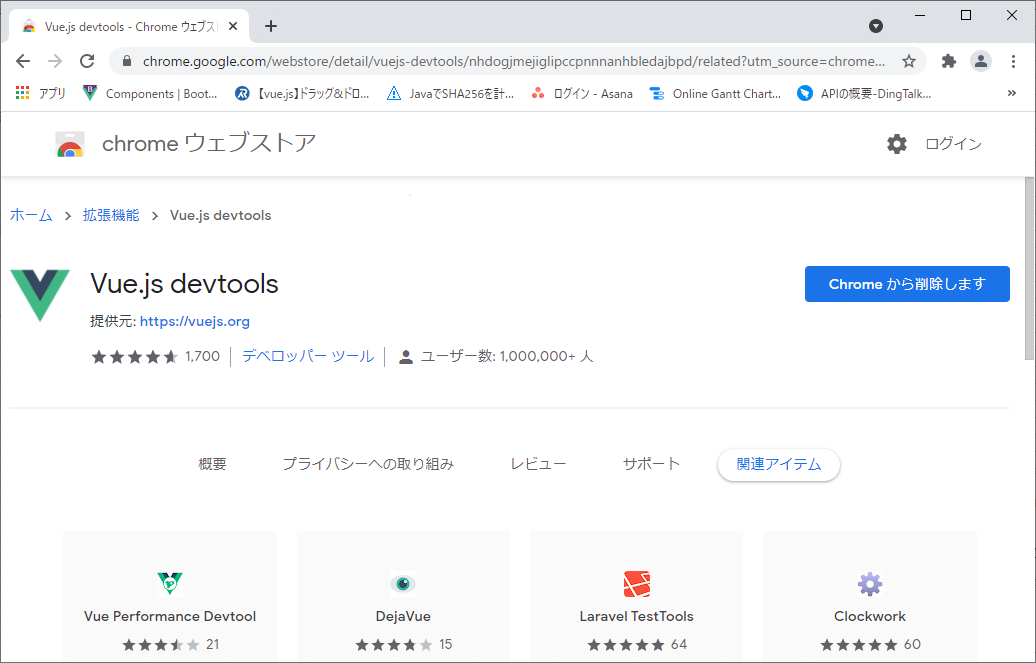 Vue.js devtools - Chrome ウェブスト
chrome.google.com/webstore/detail/vuejs-devtools/nhdogjmejiglipccpnnnanhbledajbpd/related?utm_source=chrome...
アプリ Components | Boot... 【vue.js】ドラッグ&ドロ... JavaでSHA256を計... ログイン - Asana Online Gantt Chart... APIの概要-DingTalk... »
chrome ウェブストア ログイン
ホーム > 拡張機能 > Vue.js devtools
Vue.js devtools Chrome から削除します
提供元: https://vuejs.org
1,700 デベロッパー ツール ユーザー数: 1,000,000+ 人
概要 プライバシーへの取り組み レビュー サポート 関連アイテム
Vue Performance Devtool DejaVue Laravel TestTools Clockwork
21 15 64 60